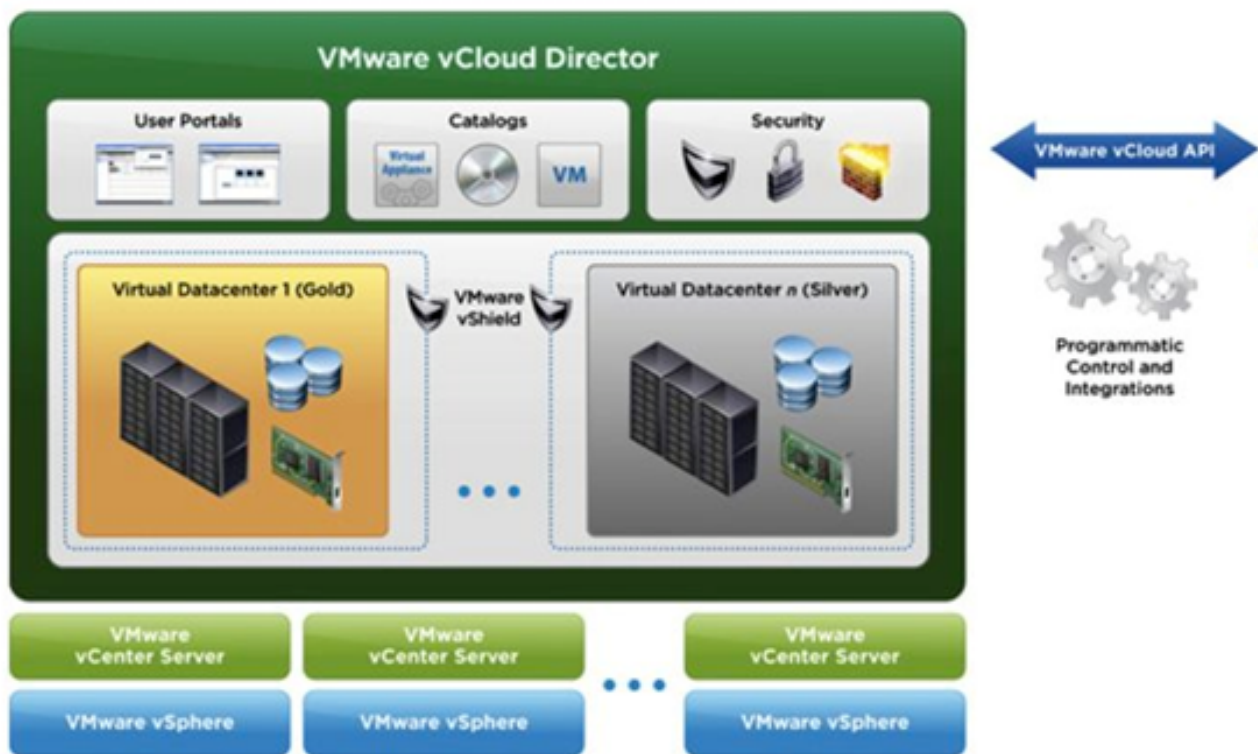 VMware vCloud Director
User Portals
Catalogs
Security
Virtual
Appliance
VM
VMware vCloud API
Virtual Datacenter 1 (Gold)
VMware
vShield
Virtual Datacenter n (Silver)
Programmatic
Control and
Integrations
VMware
vCenter Server
VMware
vCenter Server
VMware
vCenter Server
VMware vSphere
VMware vSphere
VMware vSphere